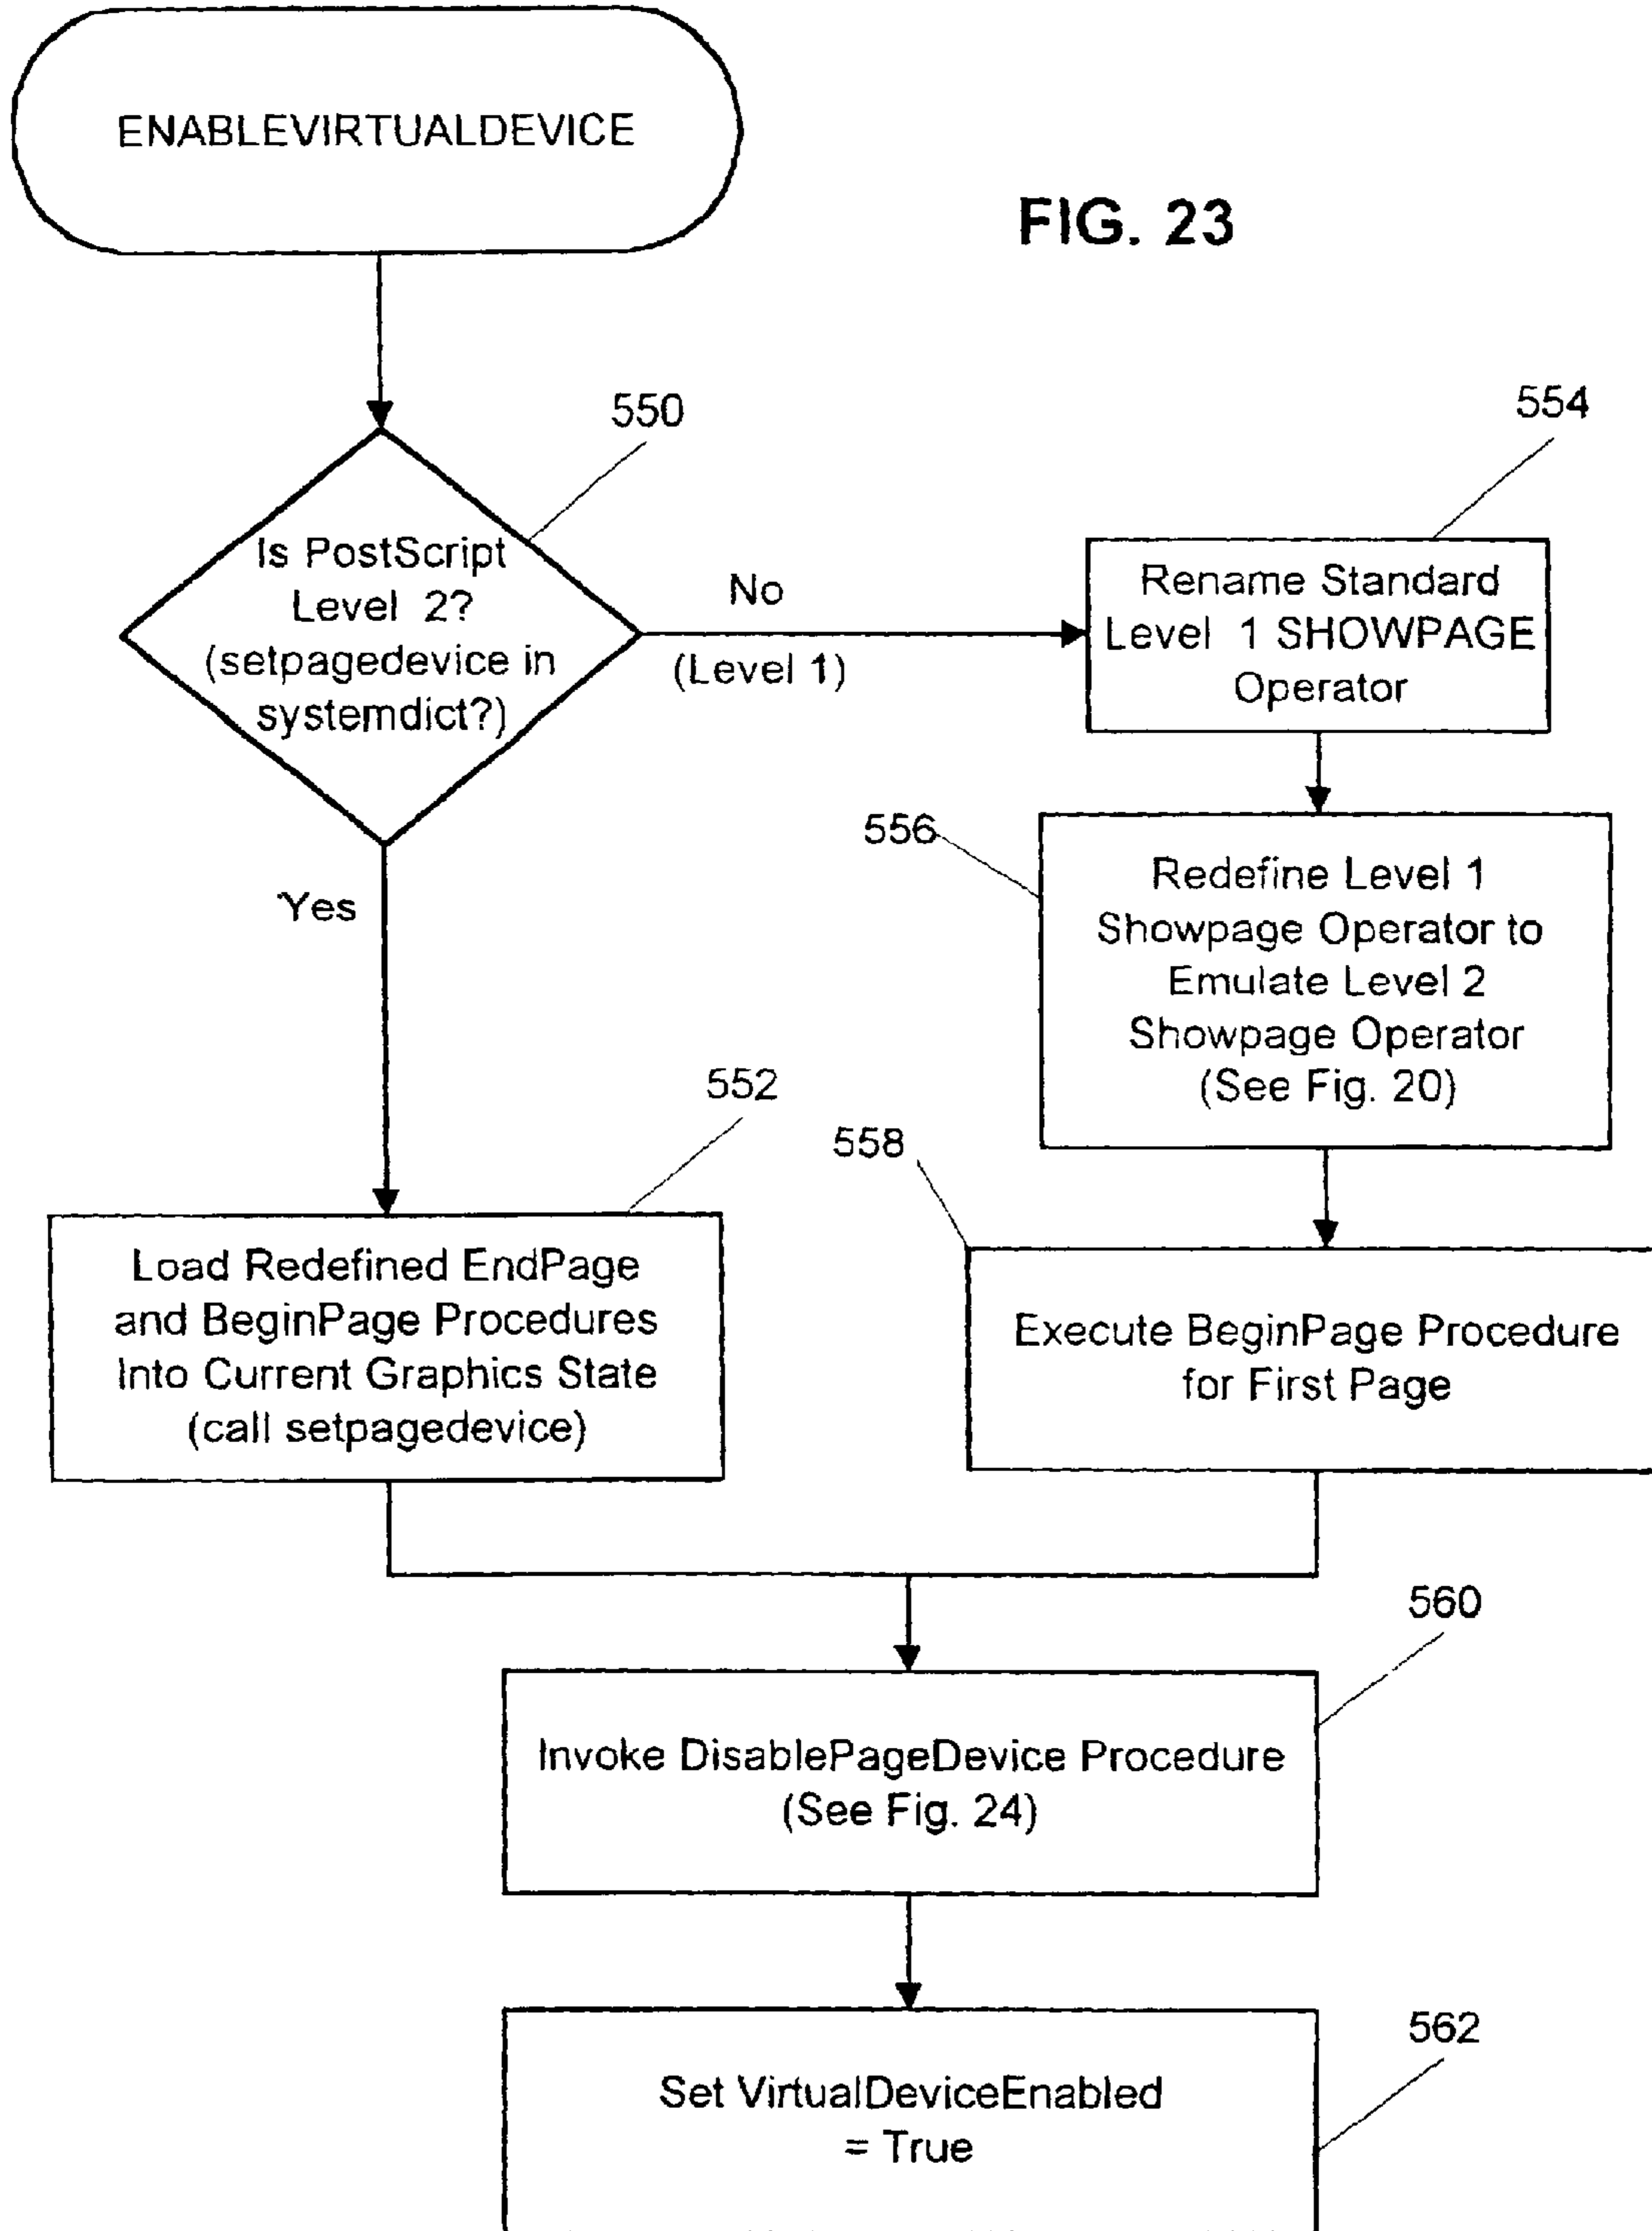 ENABLEVIRTUALDEVICE
FIG. 23
550
Is PostScript
Level 2?
(setpagedevice in
systemdict?)
No
(Level 1)
554
Rename Standard
Level 1 SHOWPAGE
Operator
556
Redefine Level 1
Showpage Operator to
Emulate Level 2
Showpage Operator
(See Fig. 20)
Yes
552
Load Redefined EndPage
and BeginPage Procedures
Into Current Graphics State
(call setpagedevice)
558
Execute BeginPage Procedure
for First Page
560
Invoke DisablePageDevice Procedure
(See Fig. 24)
562
Set VirtualDeviceEnabled
= True